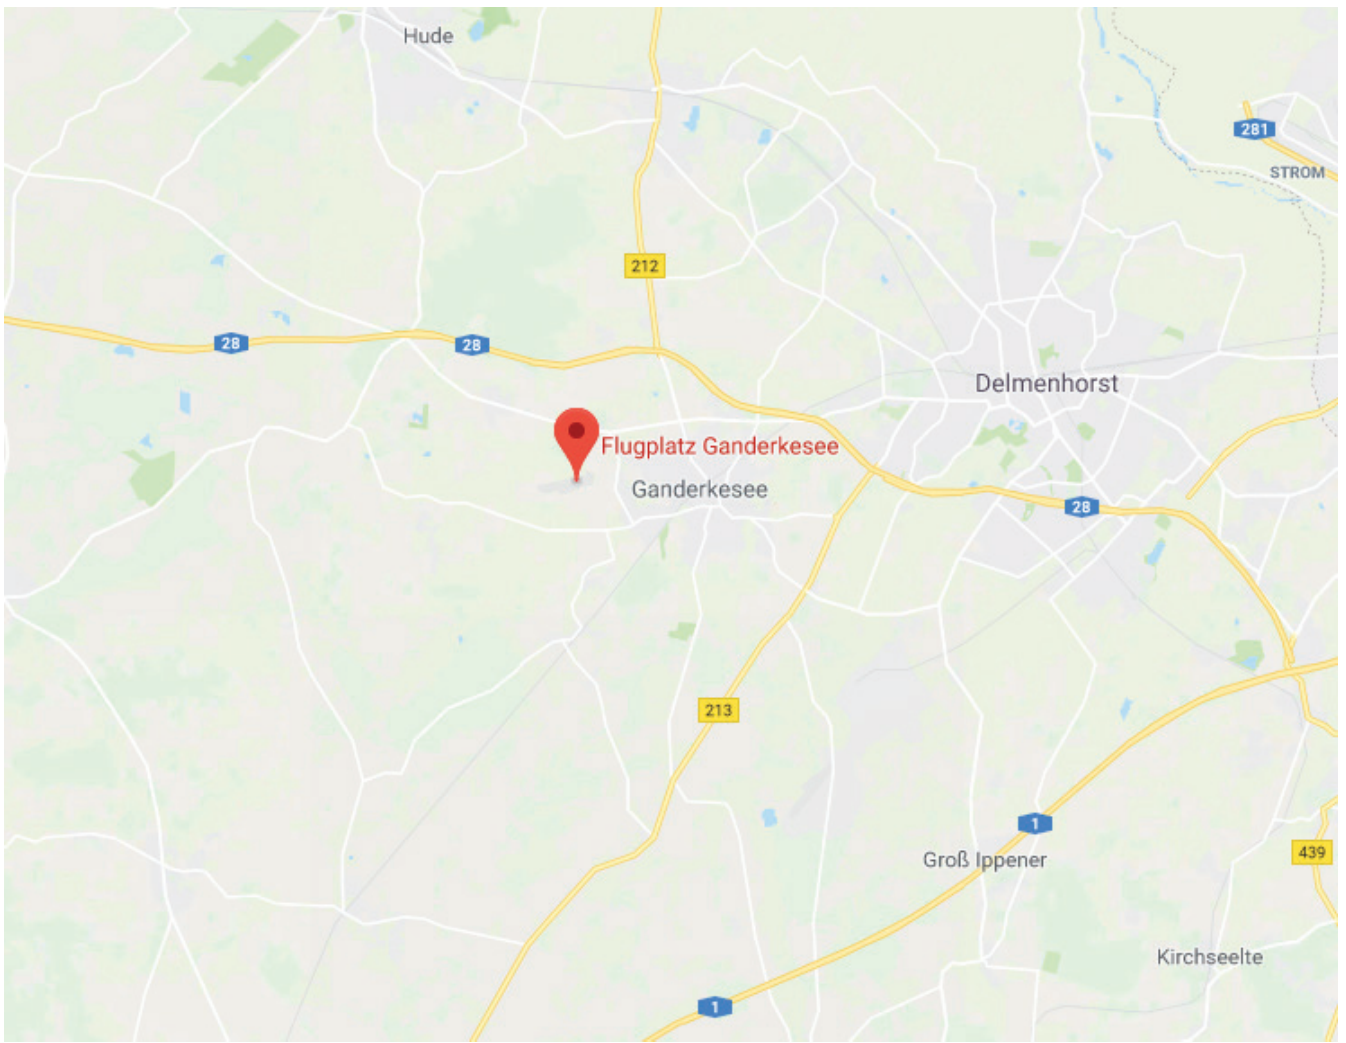 Hude
281
STROM
212
28
28
Delmenhorst
Flugplatz Ganderkesee
Ganderkesee
28
213
1
Groß Ippener
439
Kirchseelte
1